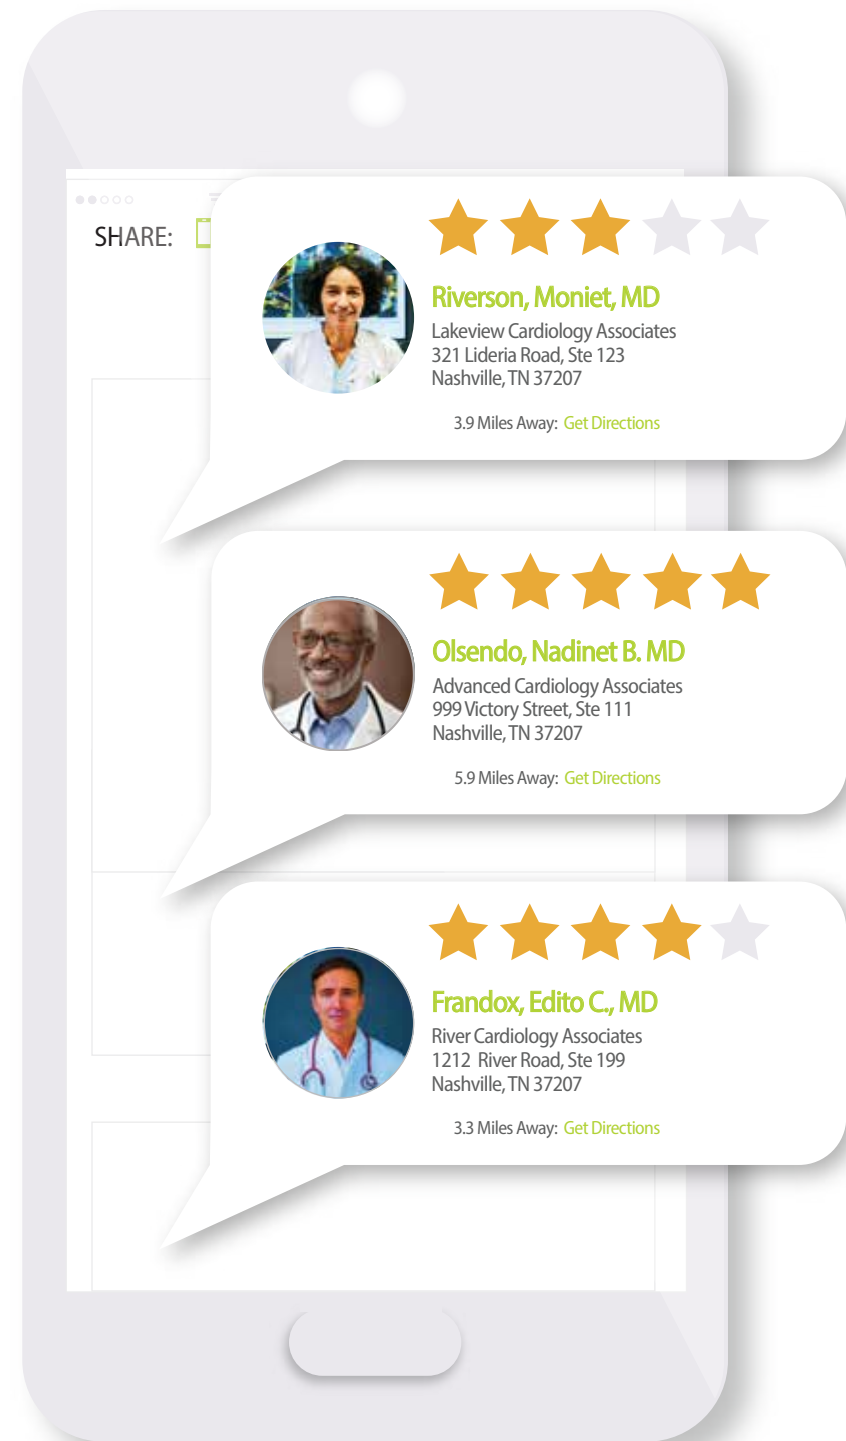 SHARE:
Riverson, Moniet, MD
Lakeview Cardiology Associates
321 Lideria Road, Ste 123
Nashville, TN 37207
3.9 Miles Away: Get Directions
Olsendo, Nadinet B. MD
Advanced Cardiology Associates
999 Victory Street, Ste 111
Nashville, TN 37207
5.9 Miles Away: Get Directions
Frandox, Edito C., MD
River Cardiology Associates
1212 River Road, Ste 199
Nashville, TN 37207
3.3 Miles Away: Get Directions